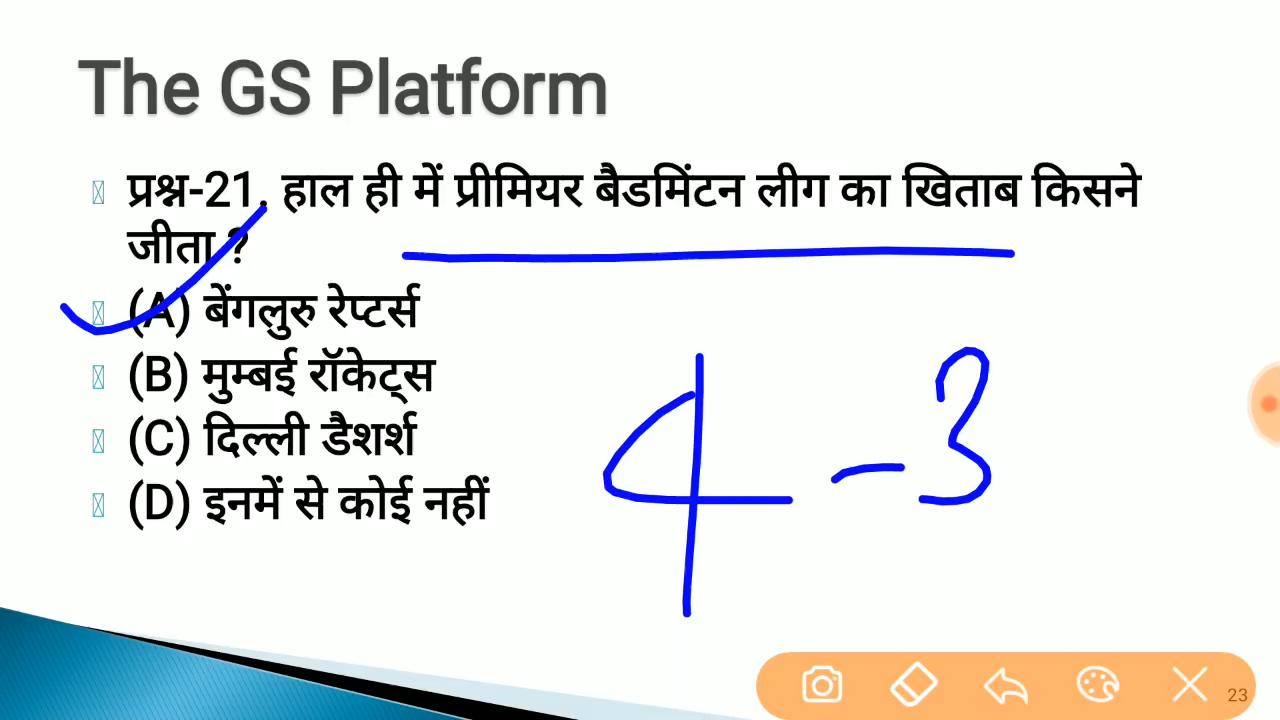 The GS Platform
प्रश्न-21. हाल ही में प्रीमियर बैडमिंटन लीग का खिताब किसने
जीता ?
(A) बेंगलुरु रेप्टर्स
(B) मुम्बई रॉकेट्स
(C) दिल्ली डैशर्श
(D) इनमें से कोई नहीं
4 - 3
23